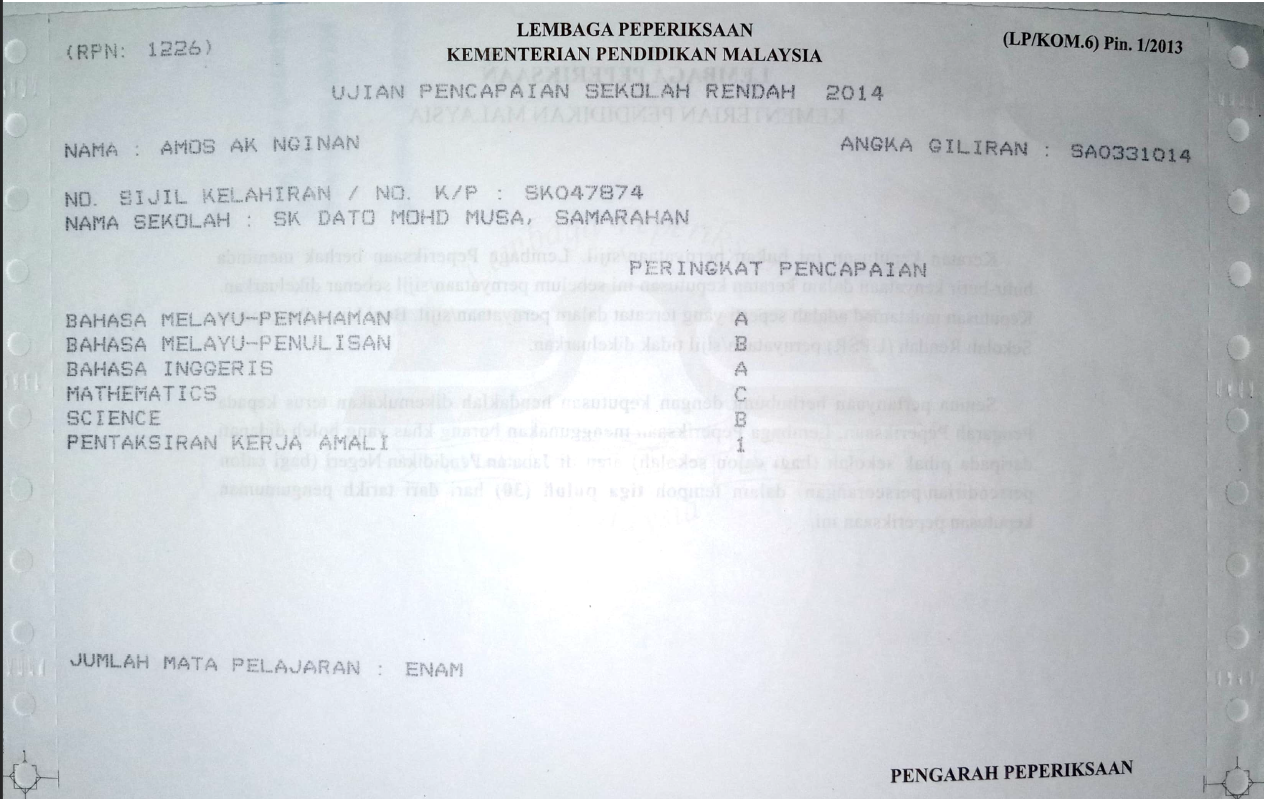 (RPN: 1226)
LEMBAGA PEPERIKSAAN
KEMENTERIAN PENDIDIKAN MALAYSIA
(LP/KOM.6) Pin. 1/2013
UJIAN PENCAPAIAN SEKOLAH RENDAH 2014
NAMA : AMOS AK NGINAN
ANGKA GILIRAN : SA0331014
NO. SIJIL KELAHIRAN / NO. K/P : SK047874
NAMA SEKOLAH : SK DATO MOHD MUSA, SAMARAHAN
PERINGKAT PENCAPAIAN
BAHASA MELAYU-PEMAHAMAN A
BAHASA MELAYU-PENULISAN B
BAHASA INGGERIS A
MATHEMATICS C
SCIENCE B
PENTAKSIRAN KERJA AMALI 1
JUMLAH MATA PELAJARAN : ENAM
PENGARAH PEPERIKSAAN